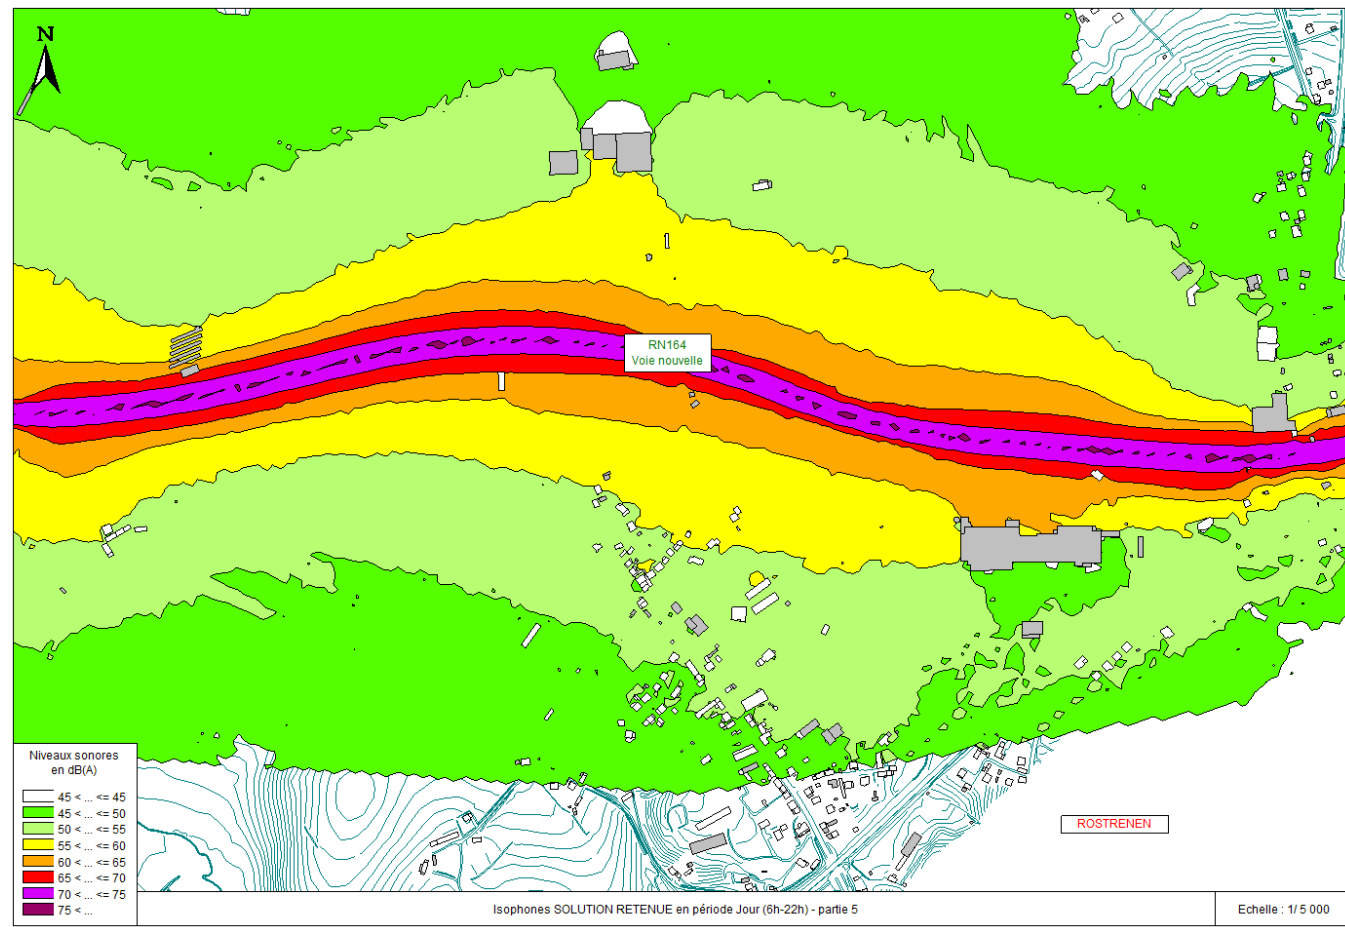 N
RN164
Voie nouvelle
Niveaux sonores
en dB(A)
45 < ... <= 45
45 < ... <= 50
50 < ... <= 55
55 < ... <= 60
60 < ... <= 65
65 < ... <= 70
70 < ... <= 75
75 < ...
ROSTRENEN
Isophones SOLUTION RETENUE en période Jour (6h-22h) - partie 5
Echelle : 1/ 5 000